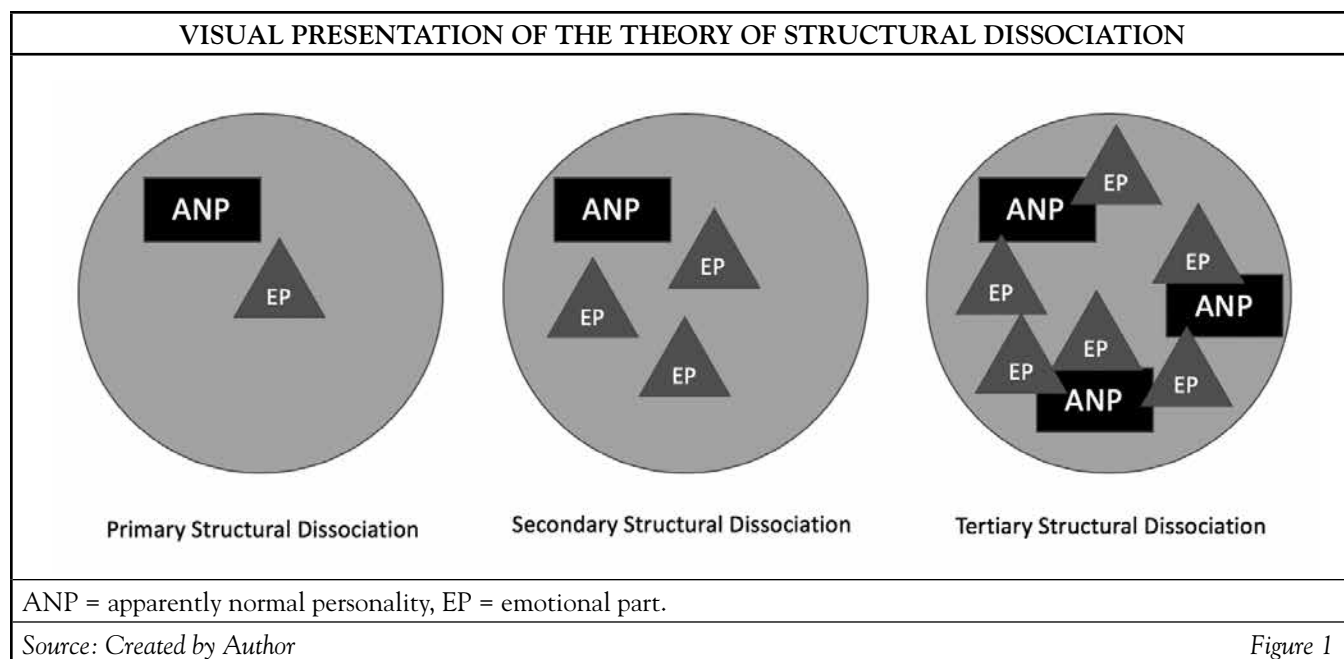 VISUAL PRESENTATION OF THE THEORY OF STRUCTURAL DISSOCIATION
ANP
EP
Primary Structural Dissociation
ANP
EP
EP
EP
Secondary Structural Dissociation
EP
ANP
EP
EP
ANP
EP
EP
EP
ANP
Tertiary Structural Dissociation
ANP = apparently normal personality, EP = emotional part.
Source: Created by Author
Figure 1